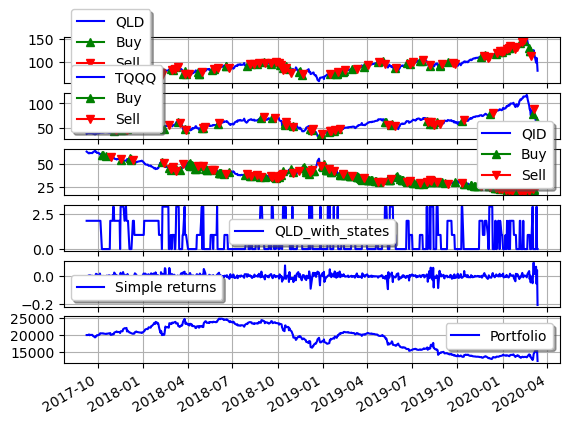 QLD
Buy
Sell
150
100
TQQQ
Buy
Sell
100
50
QID
Buy
Sell
50
25
QLD_with_states
2.5
0.0
Simple returns
0.0
−0.2
Portfolio
25000
20000
15000
2017-10
2018-01
2018-04
2018-07
2018-10
2019-01
2019-04
2019-07
2019-10
2020-01
2020-04